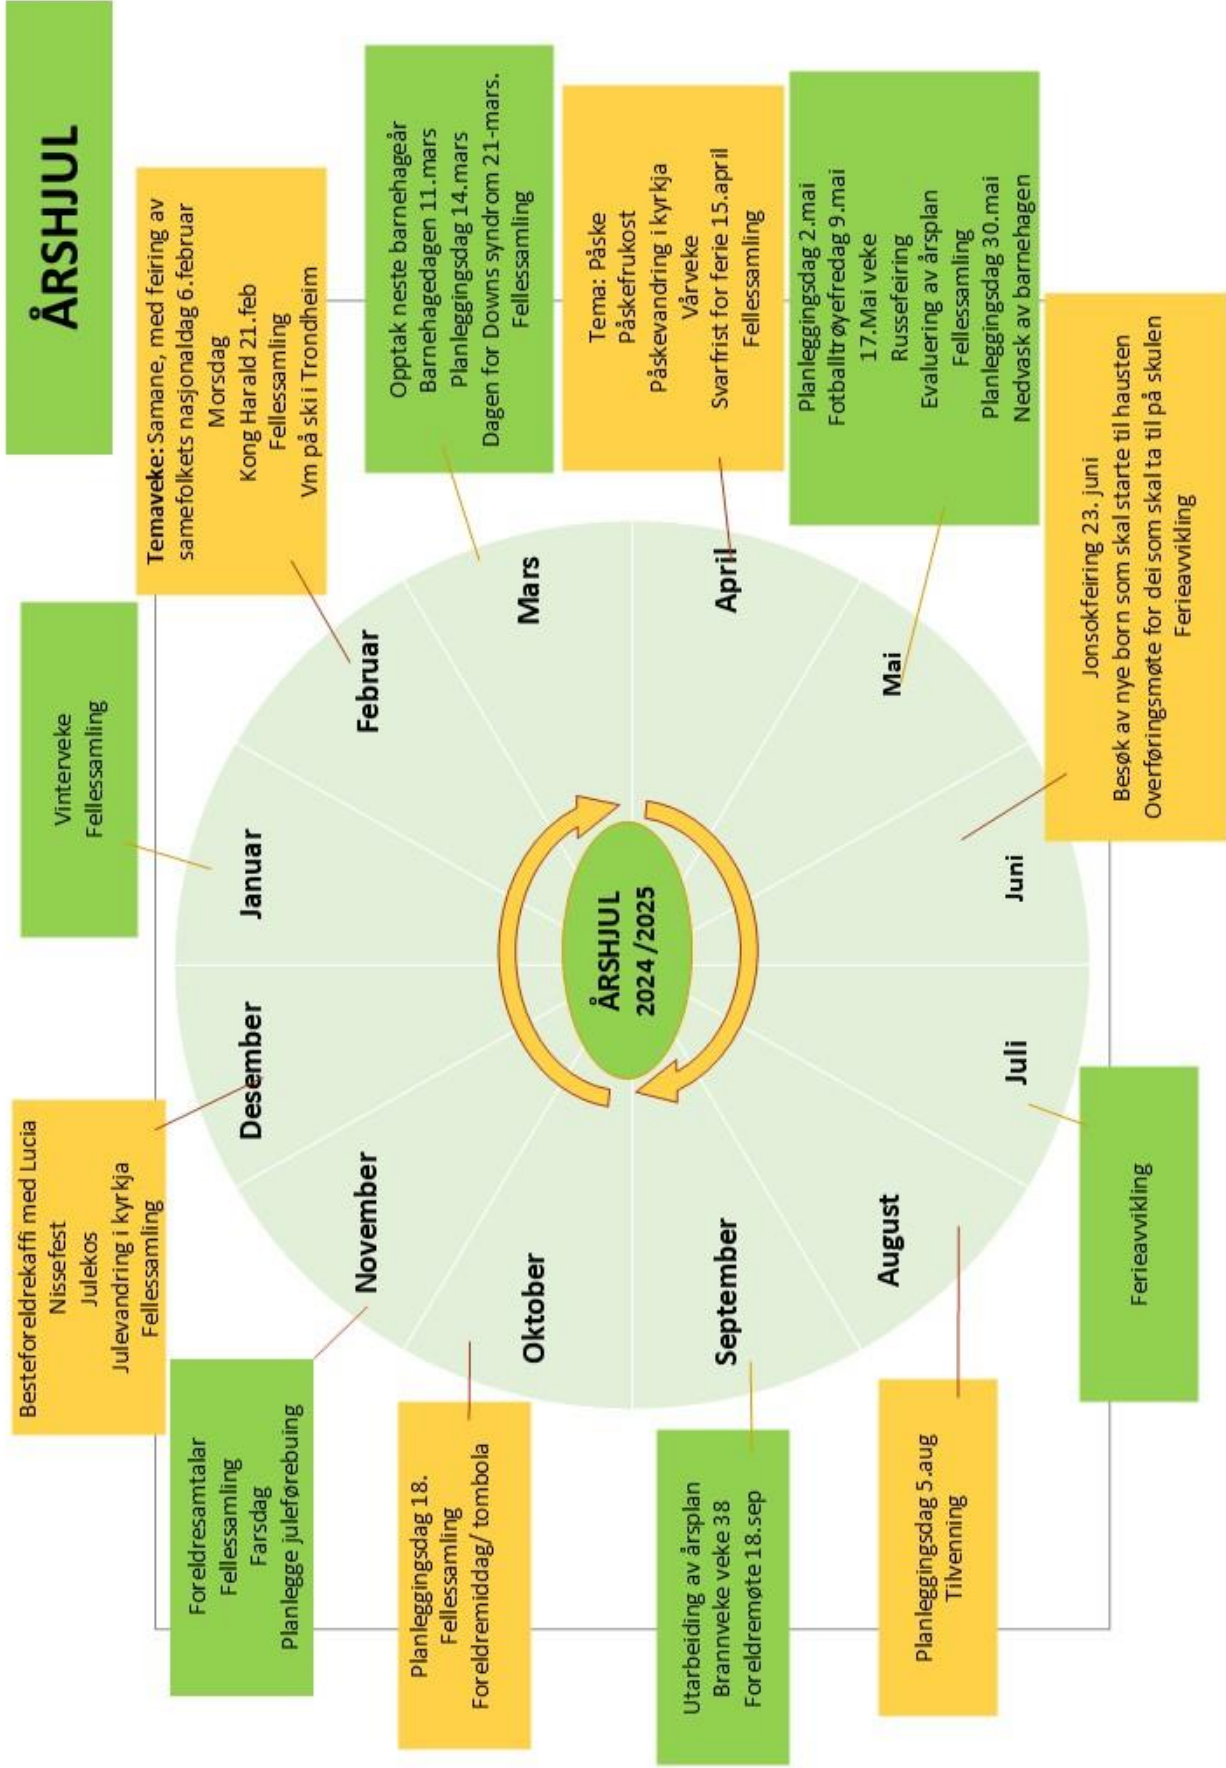 ÅRSHJUL
Vinterveke
Fellessamling
Temaveke: Samane, med feiring av
samefolkets nasjonaldag 6.februar
Morsdag
Kong Harald 21.feb
Fellessamling
Vm på ski i Trondheim
Opptak neste barnehageår
Barnehagedagen 11.mars
Planleggingsdag 14.mars
Dagen for Downs syndrom 21-mars.
Fellessamling
Tema: Påske
Påskefrukost
Påskevandring i kyrkja
Vårveke
Svarfrist for ferie 15.april
Fellessamling
Planleggingsdag 2.mai
Fotballtrøyefredag 9.mai
17.Mai veke
Russefeiring
Evaluering av årsplan
Fellessamling
Planleggingsdag 30.mai
Nedvask av barnehagen
Jonsokfeiring 23. juni
Besøk av nye born som skal starte til hausten
Overføringsmøte for dei som skal ta til på skulen
Ferieavvikling
Ferieavvikling
Planleggingsdag 5.aug
Tilvenning
Utarbeiding av årsplan
Brannveke veke 38
Foreldremøte 18.sep
Planleggingsdag 18.
Fellessamling
Foreldremiddag/ tombola
Foreldresamtalar
Fellessamling
Farsdag
Planlegge juleførebuing
Besteforeldrekaffi med Lucia
Nissefest
Julekos
Julevandring i kyrkja
Fellessamling
Januar
Februar
Mars
April
Mai
Juni
Juli
August
September
Oktober
November
Desember
ÅRSHJUL
2024 /2025